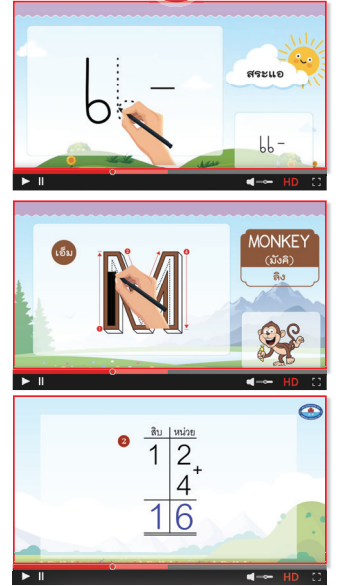 แ -
สระแอ
แ -
HD
เอ็ม
M
MONKEY
(มังคิ)
ลิง
HD
2
สิบ หน่วย
1 2
+
4
1 6
HD